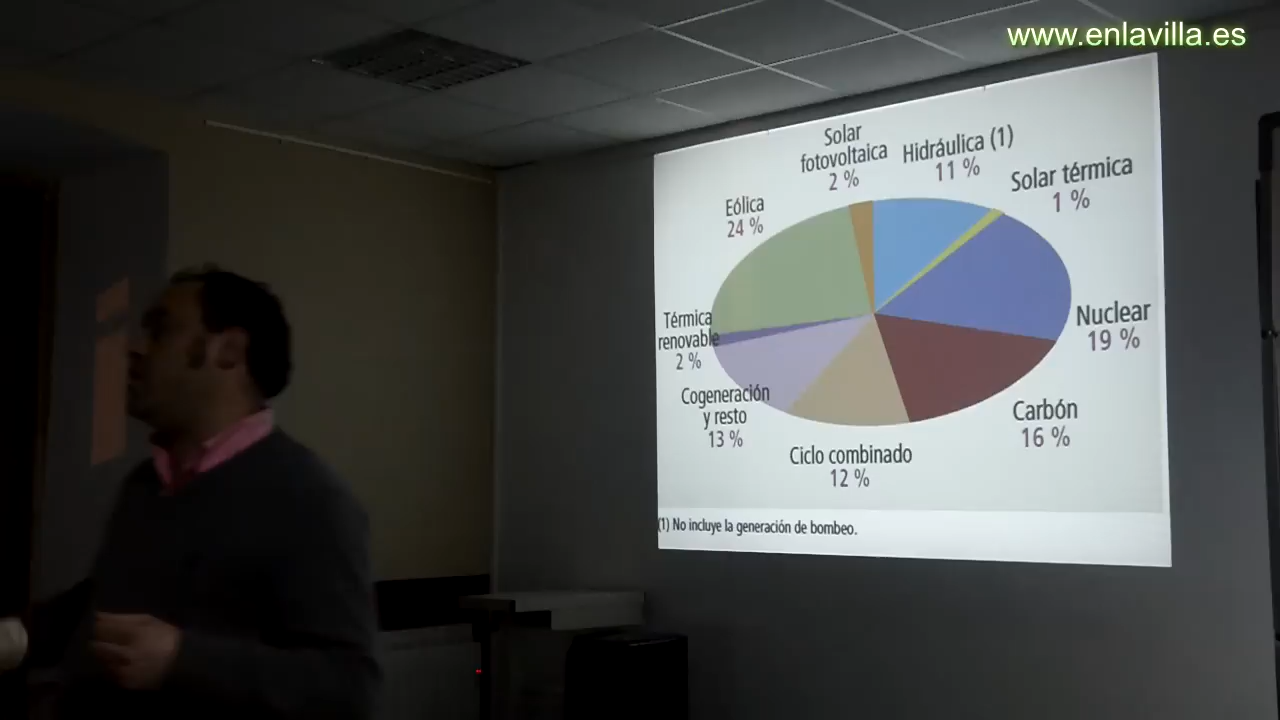 www.enlavilla.es
Solar
fotovoltaica
2 %
Hidráulica (1)
11 %
Solar térmica
1 %
Eólica
24 %
Nuclear
19 %
Térmica
renovable
2 %
Cogeneración
y resto
13 %
Carbón
16 %
Ciclo combinado
12 %
(1) No incluye la generación de bombeo.